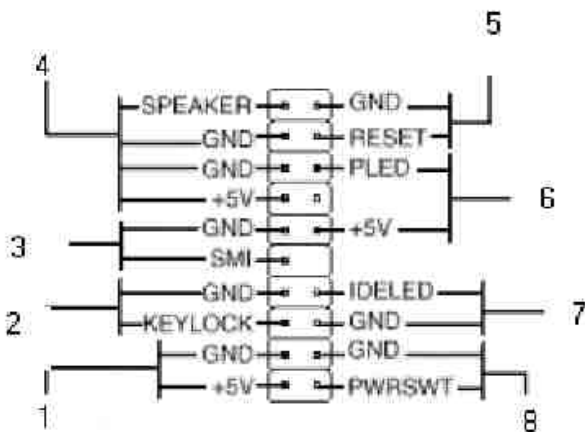 5
4
SPEAKER GND
GND RESET
GND PLED
+5V
6
GND +5V
3
SMI
GND IDELED
7
2
KEYLOCK GND
GND GND
+5V PWRSWT
1 8